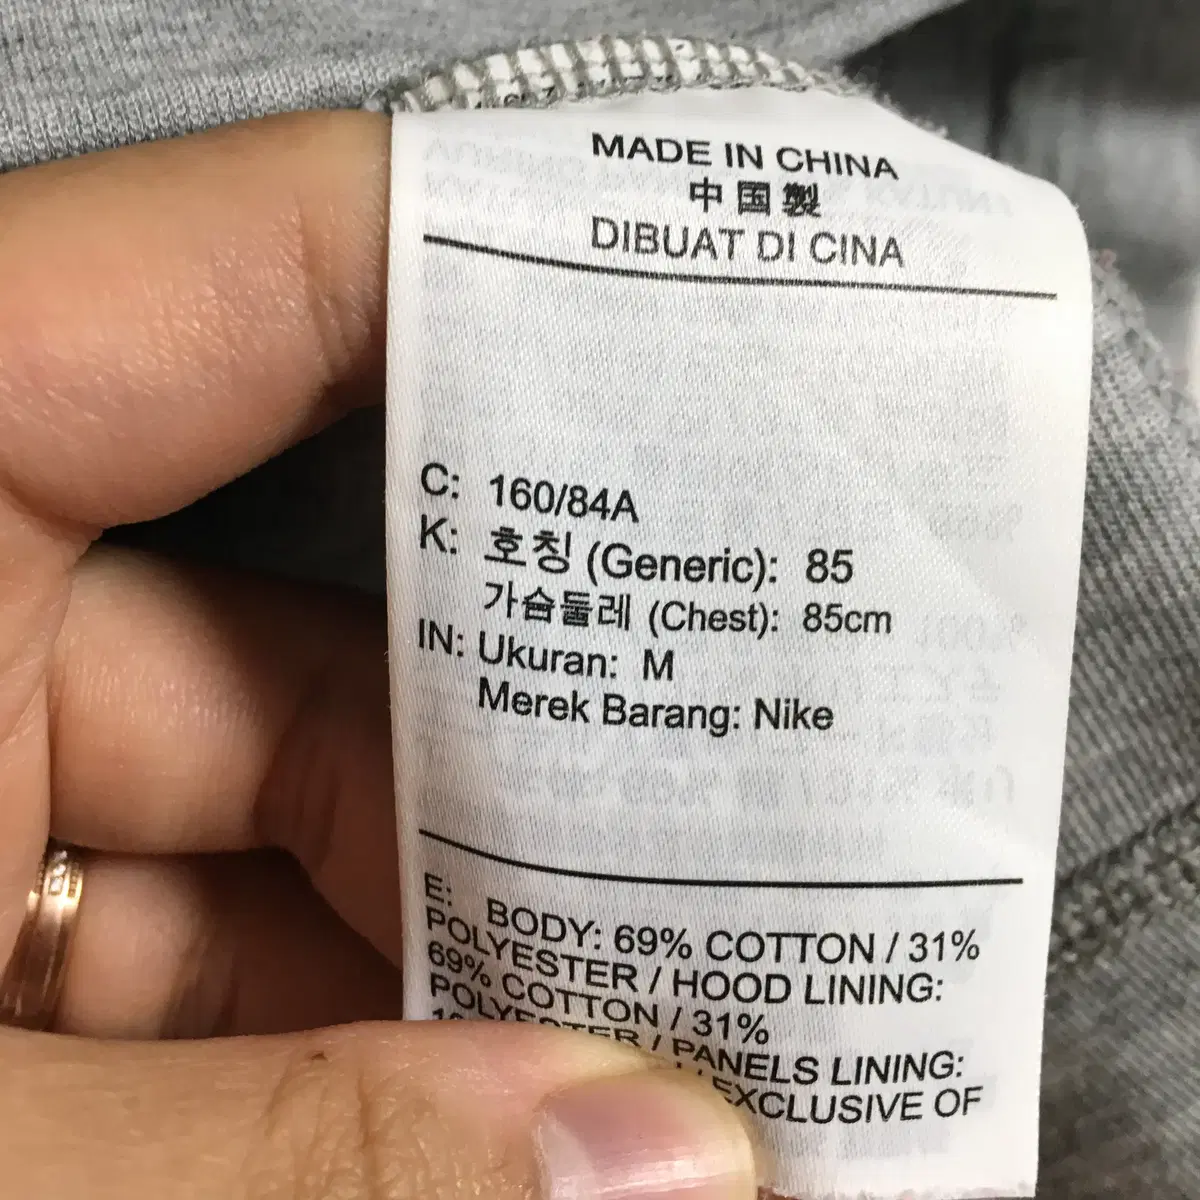 MADE IN CHINA
中国製
DIBUAT DI CINA
C: 160/84A
K: 호칭 (Generic): 85
가슴둘레 (Chest): 85cm
IN: Ukuran: M
Merek Barang: Nike
E: BODY: 69% COTTON / 31%
POLYESTER / HOOD LINING:
69% COTTON / 31%
POLYESTER / PANELS LINING:
EXCLUSIVE OF